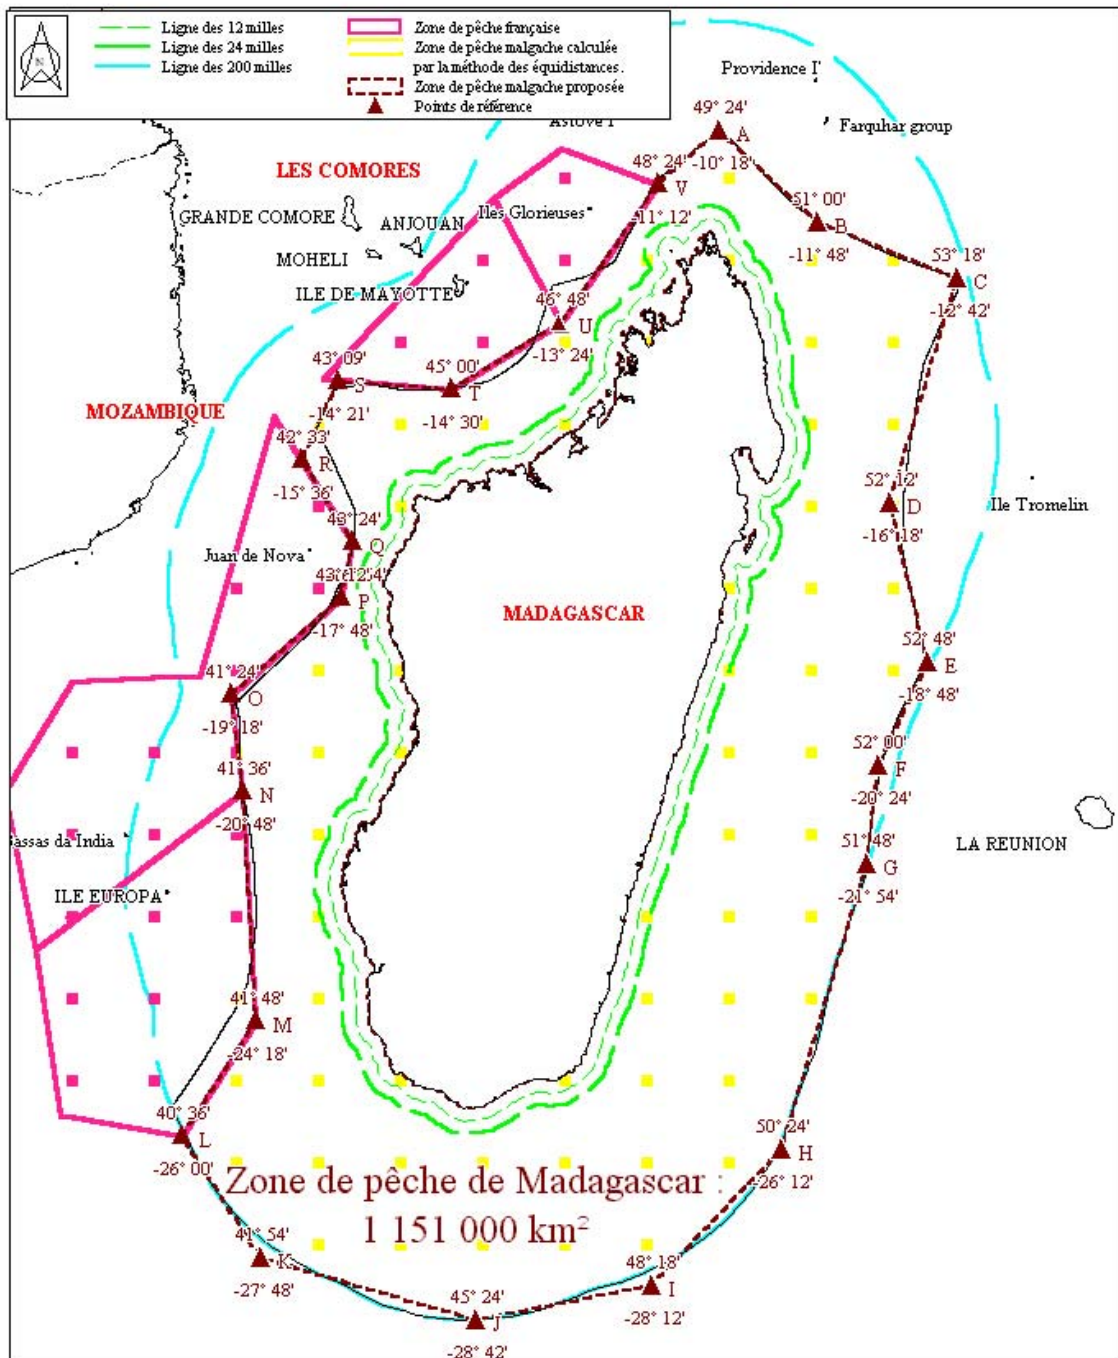 N
Ligne des 12 milles
Ligne des 24 milles
Ligne des 200 milles
Zone de pêche française
Zone de pêche malgache calculée
par la méthode des équidistances.
Zone de pêche malgache proposée
Points de référence
Providence I
Astove I
Farquhar group
49° 24'
A
-10° 18'
LES COMORES
48° 24'
V
-11° 12'
GRANDE COMORE
ANJOUAN
Iles Glorieuses
51° 00'
B
-11° 48'
MOHELI
ILE DE MAYOTTE
53° 18'
C
-12° 42'
46° 48'
U
-13° 24'
43° 09'
S
-14° 21'
45° 00'
T
-14° 30'
MOZAMBIQUE
42° 33'
R
-15° 36'
52° 12'
D
-16° 18'
Ile Tromelin
43° 24'
Q
Juan de Nova
43° 12'
P
-17° 48'
MADAGASCAR
52° 48'
E
-18° 48'
41° 24'
O
-19° 18'
52° 00'
F
-20° 24'
41° 36'
N
-20° 48'
Bassas da India
51° 48'
G
-21° 54'
LA REUNION
ILE EUROPA
41° 48'
M
-24° 18'
40° 36'
L
-26° 00'
50° 24'
H
-26° 12'
Zone de pêche de Madagascar :
1 151 000 km²
41° 54'
K
-27° 48'
48° 18'
I
-28° 12'
45° 24'
J
-28° 42'